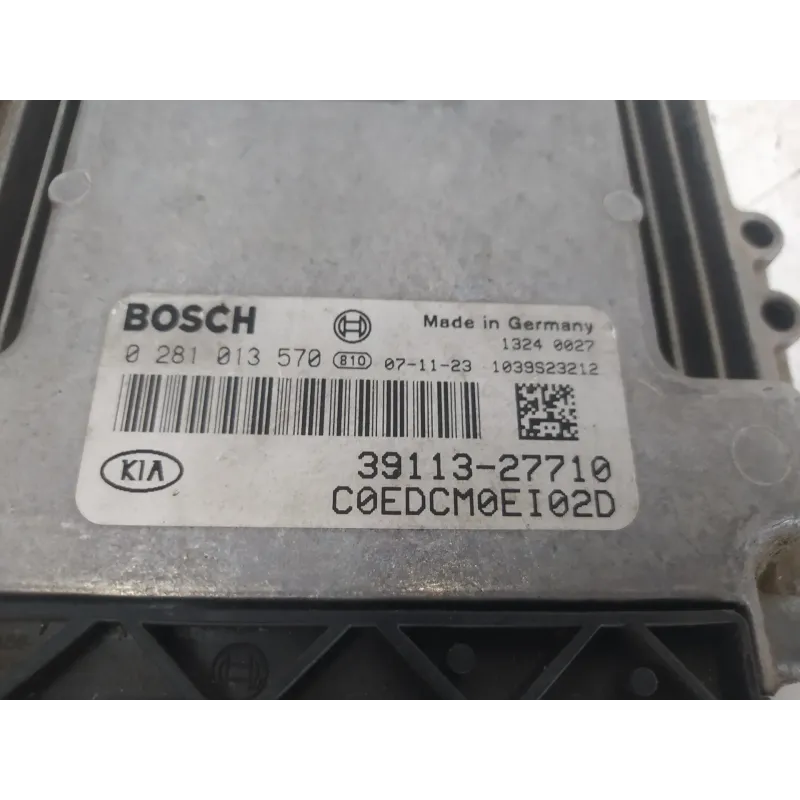 BOSCH Made in Germany
1324 0027
0 281 013 570 810 07-11-23 1039S23212
KIA 39113-27710
C0EDCM0EI02D